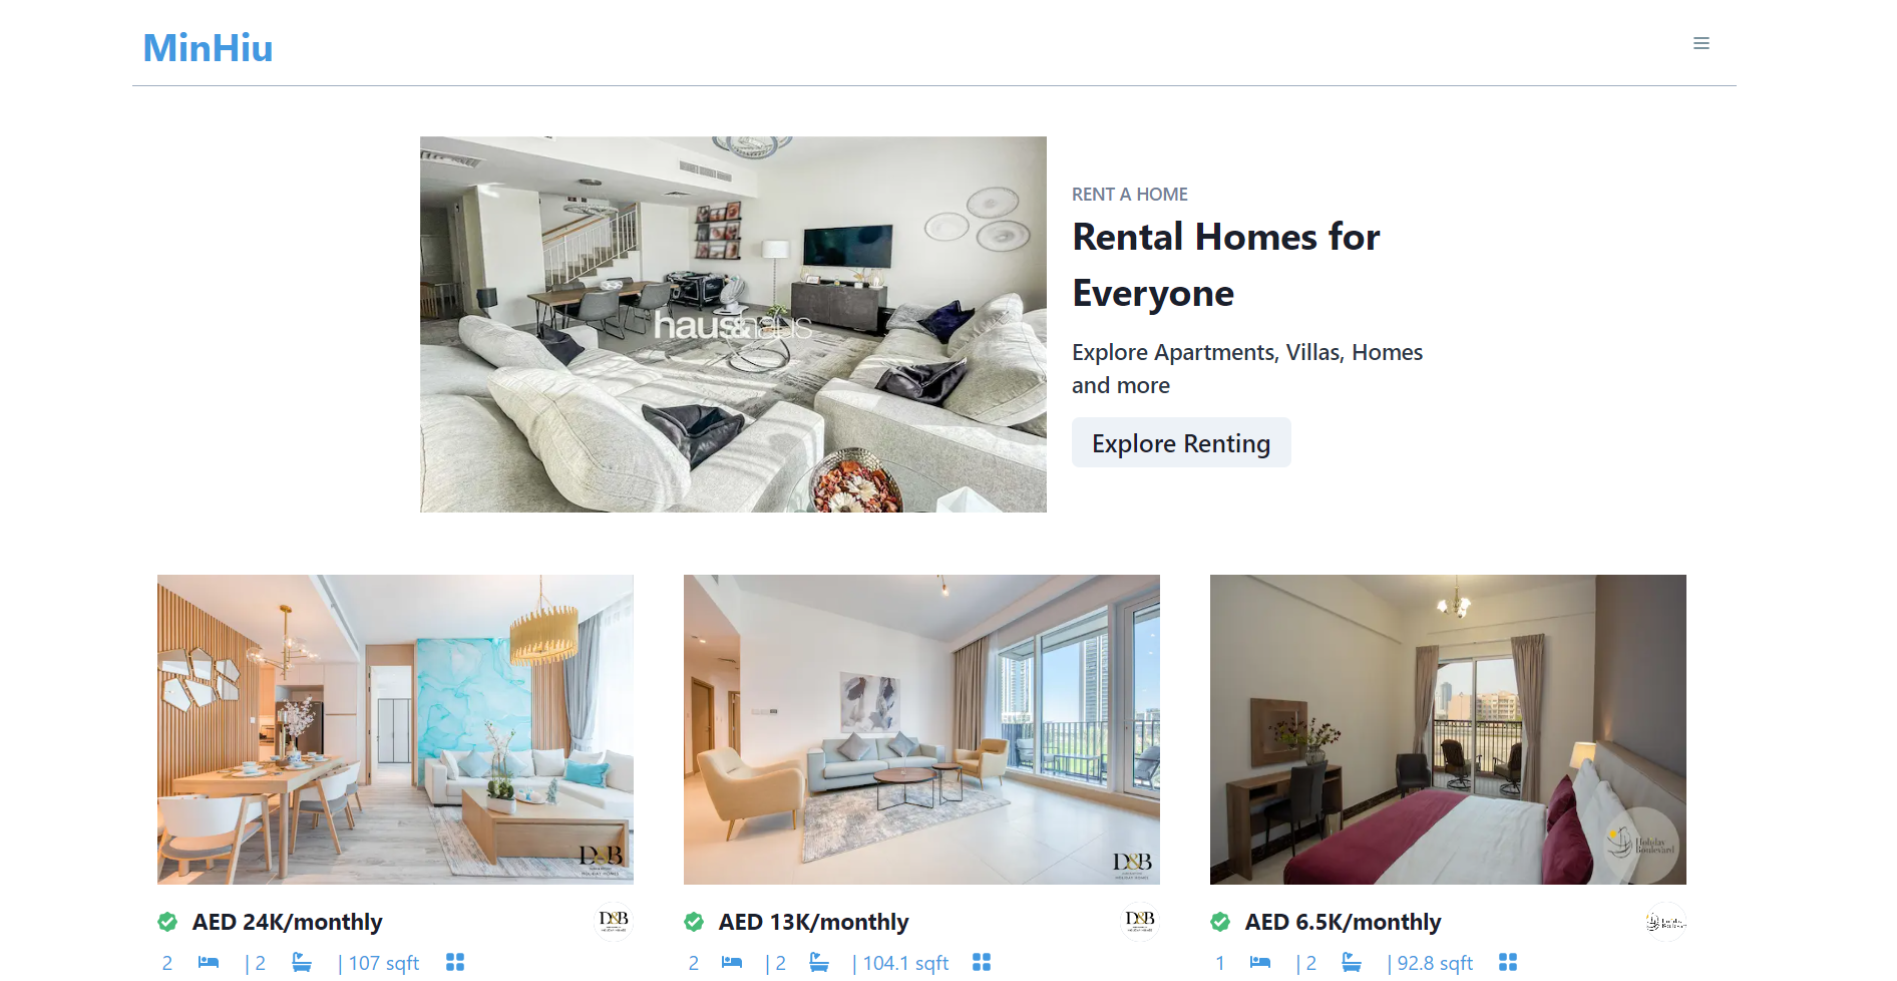 MinHiu
haus&haus
RENT A HOME
Rental Homes for
Everyone
Explore Apartments, Villas, Homes
and more
Explore Renting
D&B
D&B
Holiday
Boulevard
AED 24K/monthly
D&B
AED 13K/monthly
D&B
AED 6.5K/monthly
2 | 2 | 107 sqft
2 | 2 | 104.1 sqft
1 | 2 | 92.8 sqft